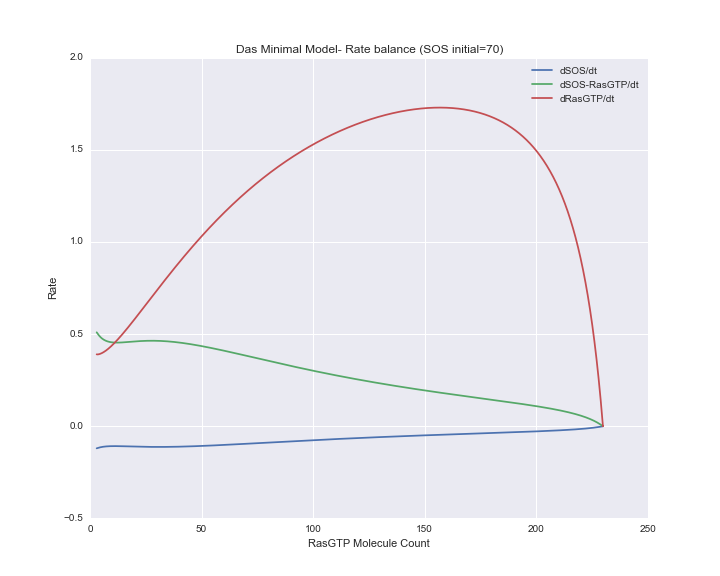 Das Minimal Model- Rate balance (SOS initial=70)
2.0
dSOS/dt
dSOS-RasGTP/dt
dRasGTP/dt
1.5
1.0
Rate
0.5
0.0
−0.5
0 50 100 150 200 250
RasGTP Molecule Count